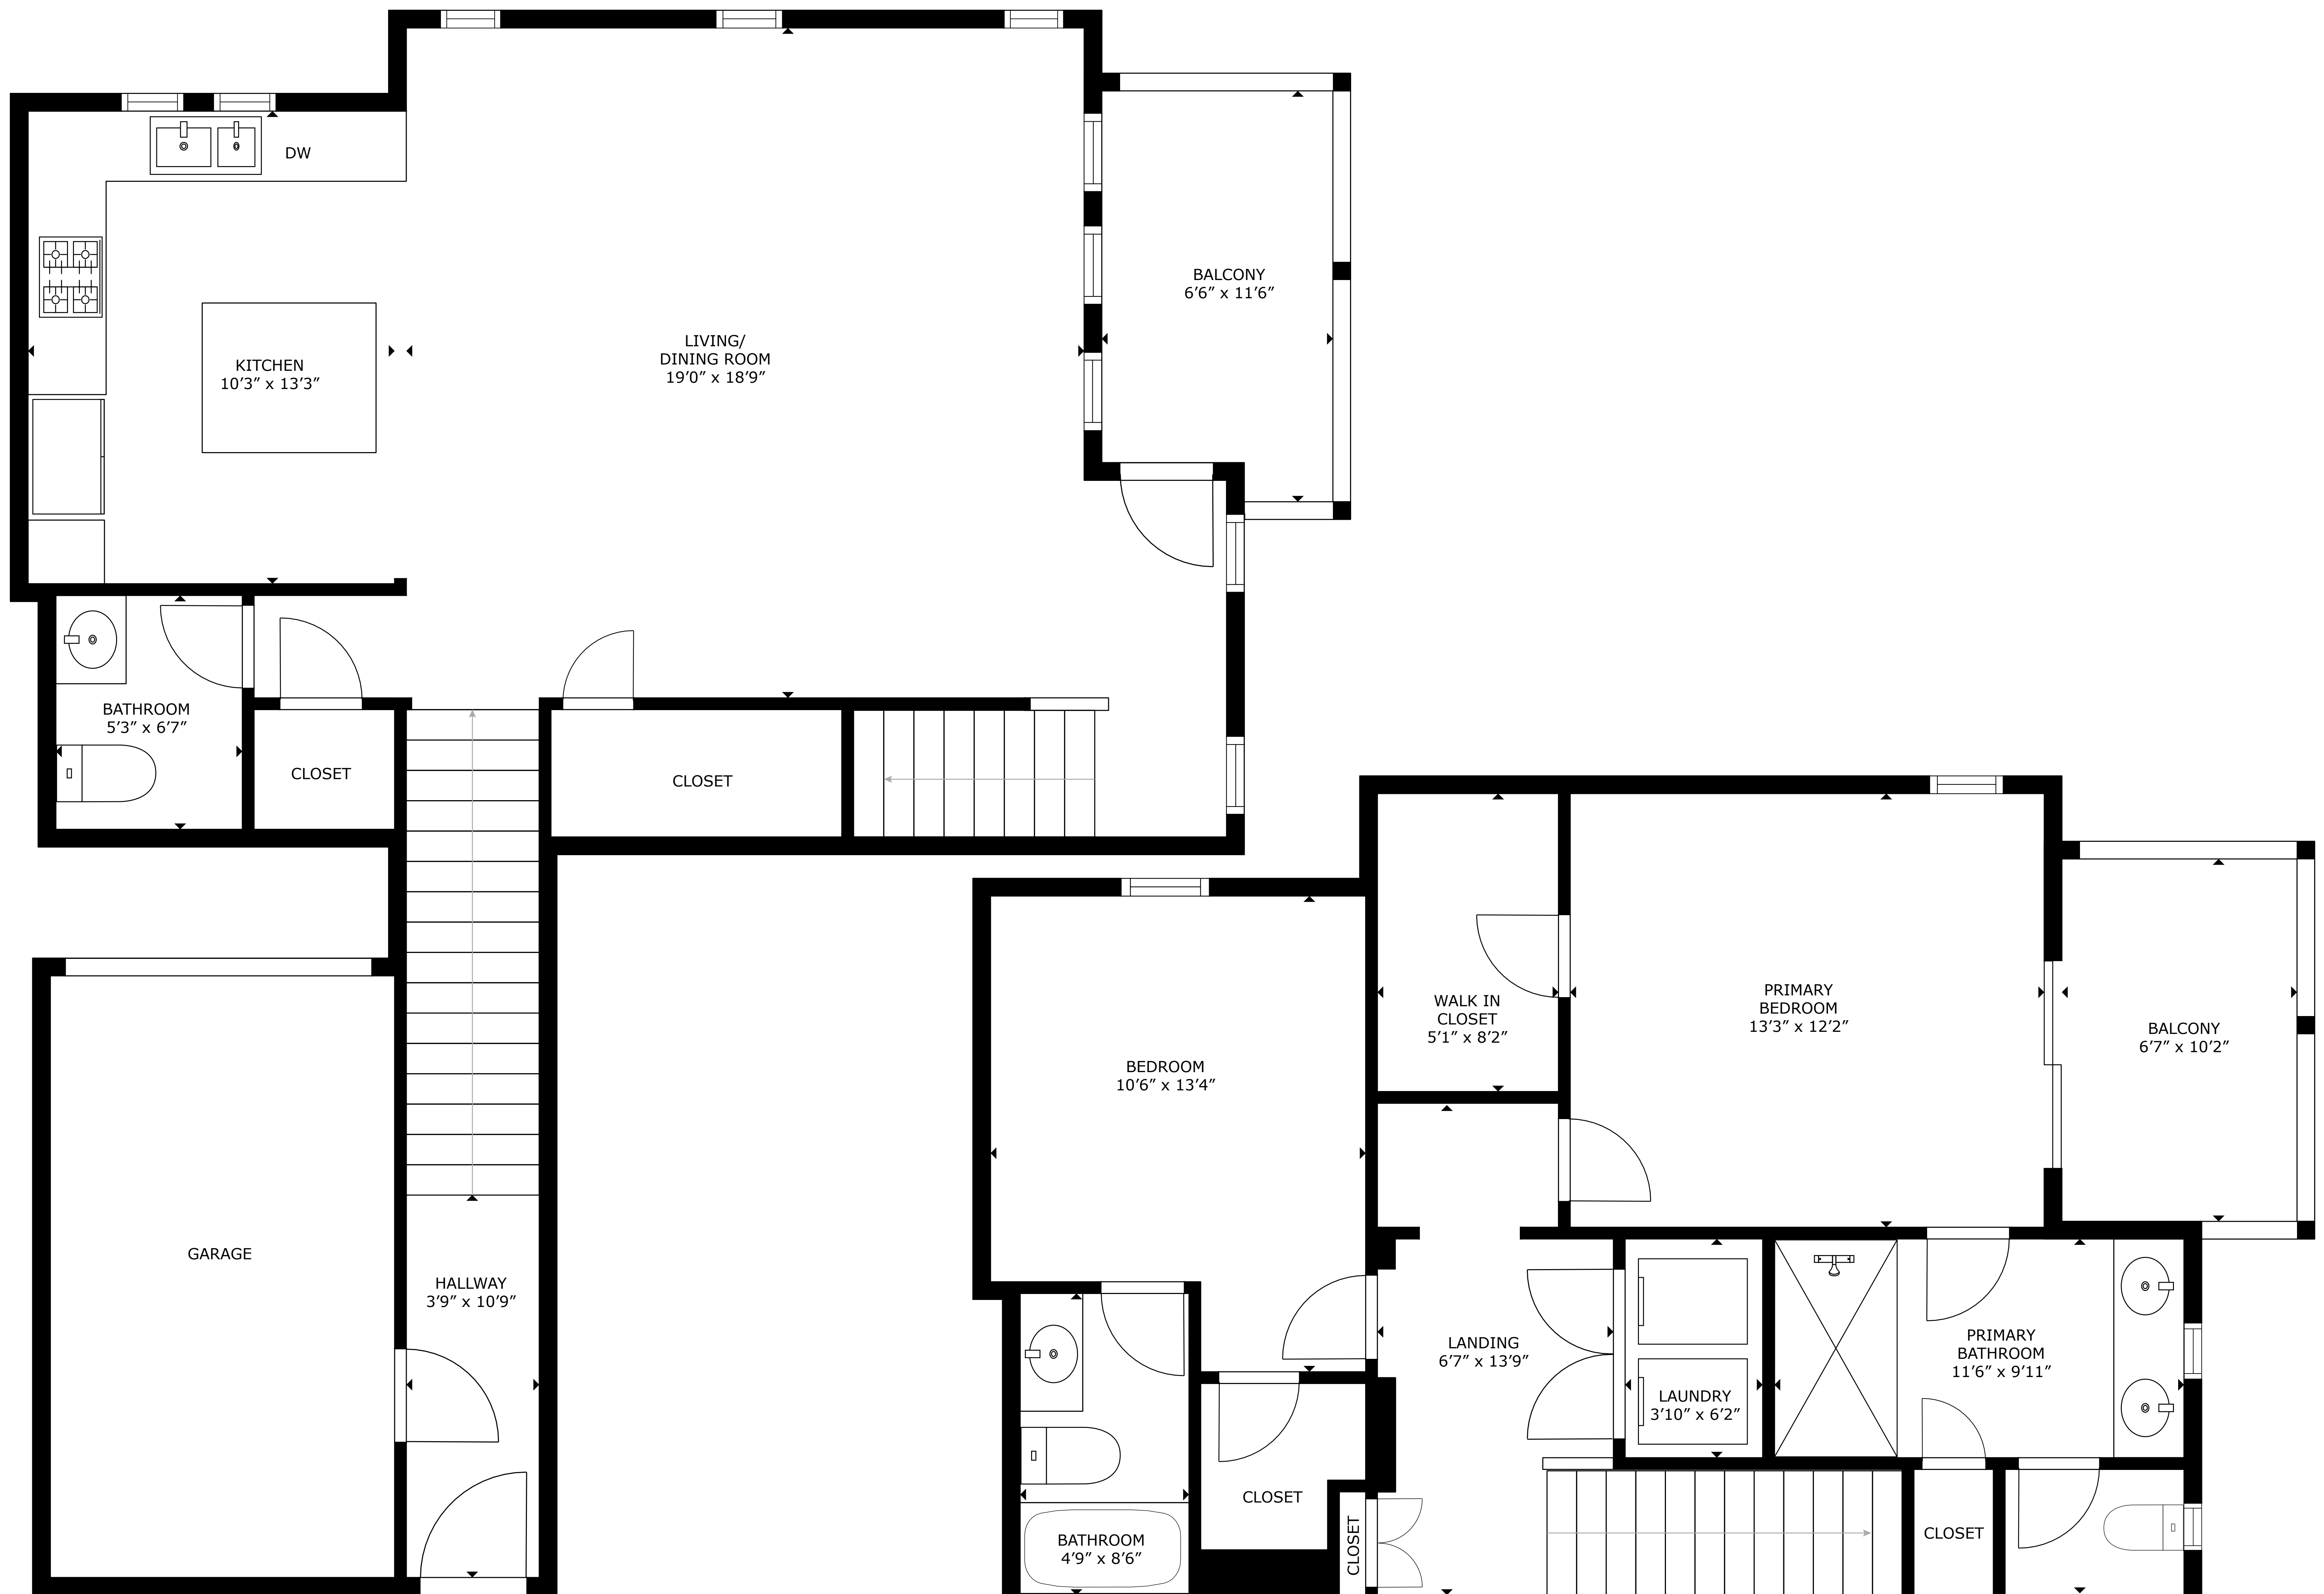 DW
BALCONY
6'6" x 11'6"
LIVING/
DINING ROOM
19'0" x 18'9"
KITCHEN
10'3" x 13'3"
BATHROOM
5'3" x 6'7"
CLOSET
CLOSET
WALK IN
CLOSET
5'1" x 8'2"
PRIMARY
BEDROOM
13'3" x 12'2"
BALCONY
6'7" x 10'2"
BEDROOM
10'6" x 13'4"
GARAGE
HALLWAY
3'9" x 10'9"
LANDING
6'7" x 13'9"
PRIMARY
BATHROOM
11'6" x 9'11"
LAUNDRY
3'10" x 6'2"
CLOSET
BATHROOM
4'9" x 8'6"
CLOSET
CLOSET